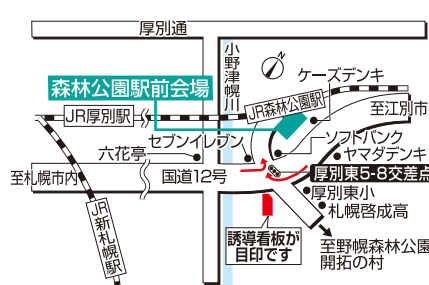 厚別通
小野津幌川
N
ケーズデンキ
森林公園駅前会場
JR森林公園駅
JR厚別駅
至江別市
セブンイレブン
ソフトバンク
六花亭
ヤマダデンキ
至札幌市内
国道12号
厚別東5-8交差点
厚別東小
札幌啓成高
JR新札幌駅
誘導看板が
目印です
至野幌森林公園
開拓の村